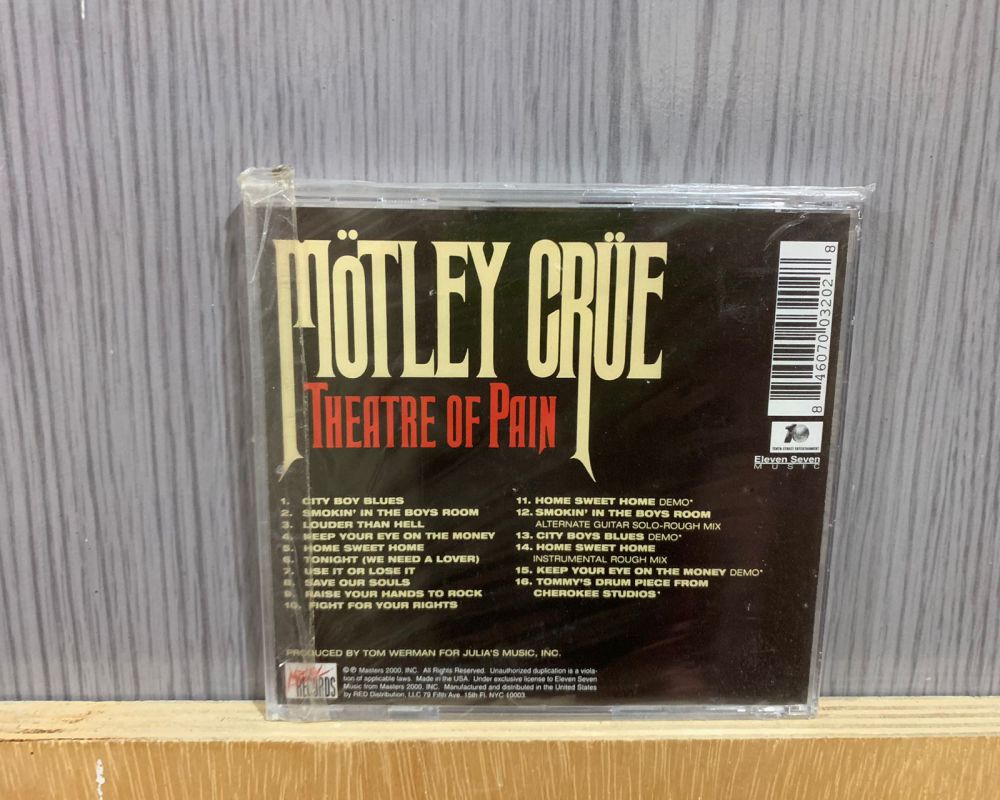 MÖTLEY CRÜE
THEATRE OF PAIN
1. CITY BOY BLUES
2. SMOKIN' IN THE BOYS ROOM
3. LOUDER THAN HELL
4. KEEP YOUR EYE ON THE MONEY
5. HOME SWEET HOME
6. TONIGHT (WE NEED A LOVER)
7. USE IT OR LOSE IT
8. SAVE OUR SOULS
9. RAISE YOUR HANDS TO ROCK
10. FIGHT FOR YOUR RIGHTS
11. HOME SWEET HOME DEMO*
12. SMOKIN' IN THE BOYS ROOM
ALTERNATE GUITAR SOLO-ROUGH MIX
13. CITY BOYS BLUES DEMO*
14. HOME SWEET HOME
INSTRUMENTAL ROUGH MIX
15. KEEP YOUR EYE ON THE MONEY DEMO*
16. TOMMY'S DRUM PIECE FROM
CHEROKEE STUDIOS*
8 46070 03202 8
10
TENTH STREET ENTERTAINMENT
Eleven Seven
MUSIC
PRODUCED BY TOM WERMAN FOR JULIA'S MUSIC, INC.
RECORDS
©℗ Masters 2000, INC. All Rights Reserved. Unauthorized duplication is a viola-
tion of applicable laws. Made in the USA. Under exclusive license to Eleven Seven
Music from Masters 2000, INC. Manufactured and distributed in the United States
by RED Distribution, LLC 79 Fifth Ave. 15th Fl. NYC 10003